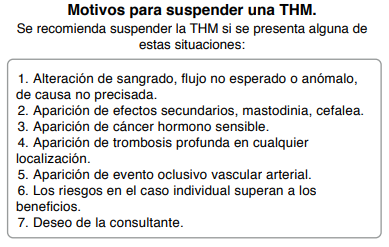 Motivos para suspender una THM.
Se recomienda suspender la THM si se presenta alguna de
estas situaciones:
1. Alteración de sangrado, flujo no esperado o anómalo,
de causa no precisada.
2. Aparición de efectos secundarios, mastodinia, cefalea.
3. Aparición de cáncer hormono sensible.
4. Aparición de trombosis profunda en cualquier
localización.
5. Aparición de evento oclusivo vascular arterial.
6. Los riesgos en el caso individual superan a los
beneficios.
7. Deseo de la consultante.